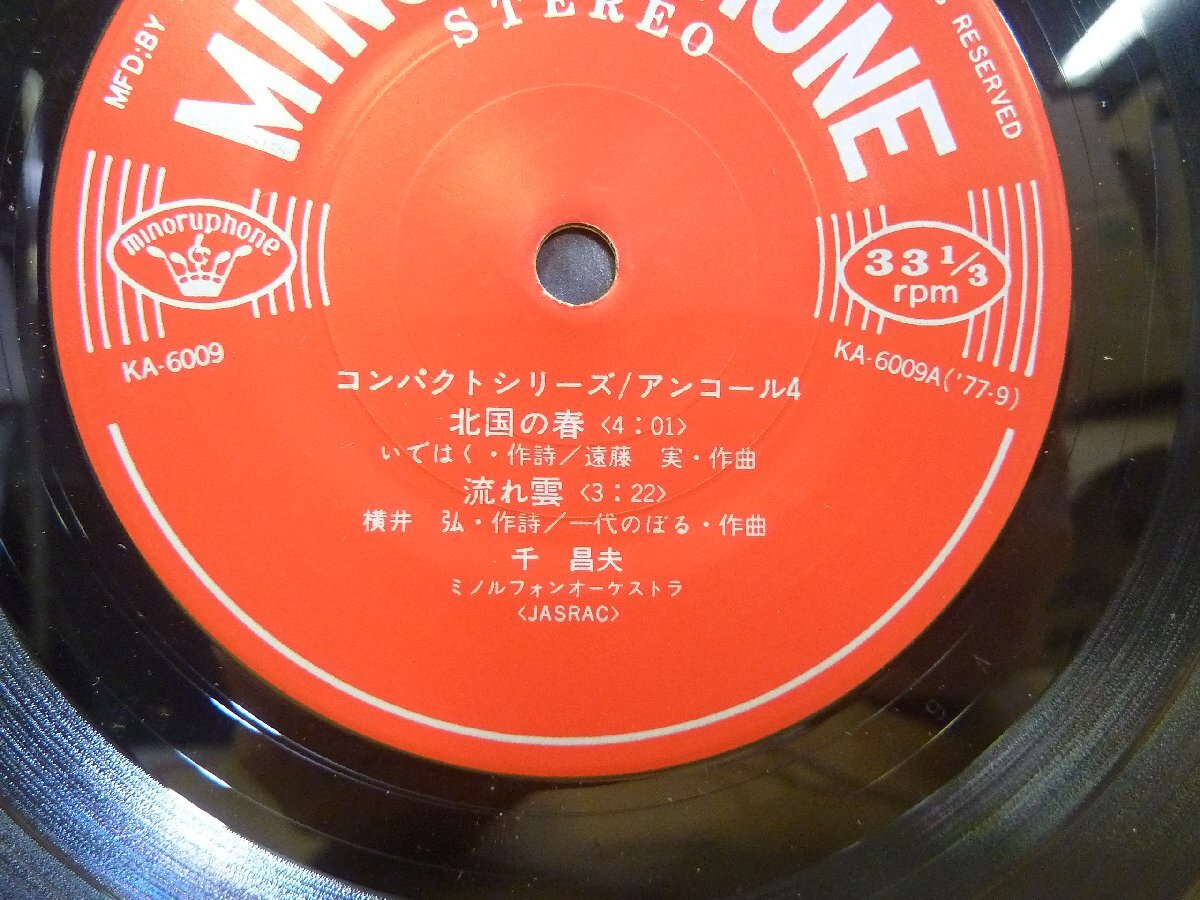 MFD;BY
STEREO
RESERVED
minoruphone
33 1/3
rpm
KA-6009
KA-6009A('77-9)
コンパクトシリーズ/アンコール4
北国の春〈4:01〉
いではく・作詩/遠藤 実・作曲
流れ雲〈3:22〉
横井 弘・作詩/一代のぼる・作曲
千 昌夫
ミノルフォンオーケストラ
〈JASRAC〉